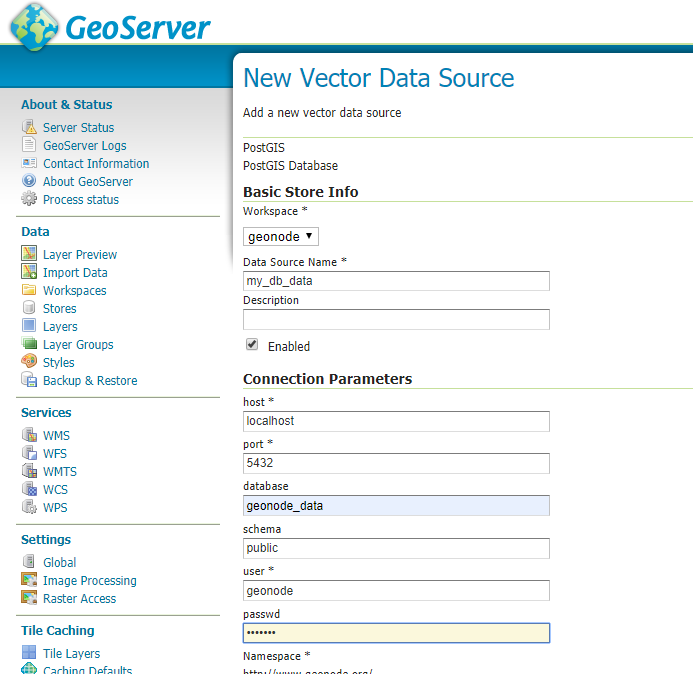 GeoServer
About & Status
Server Status
GeoServer Logs
Contact Information
About GeoServer
Process status
Data
Layer Preview
Import Data
Workspaces
Stores
Layers
Layer Groups
Styles
Backup & Restore
Services
WMS
WFS
WMTS
WCS
WPS
Settings
Global
Image Processing
Raster Access
Tile Caching
Tile Layers
Caching Defaults
New Vector Data Source
Add a new vector data source
PostGIS
PostGIS Database
Basic Store Info
Workspace *
geonode
Data Source Name *
my_db_data
Description
Enabled
Connection Parameters
host *
localhost
port *
5432
database
geonode_data
schema
public
user *
geonode
passwd
•••••••
Namespace *
http://www.geonode.org/